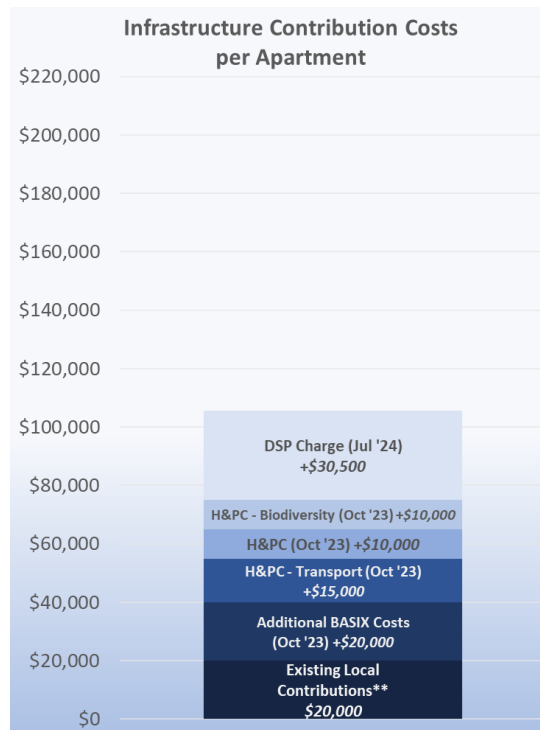 Infrastructure Contribution Costs
per Apartment
$220,000
$200,000
$180,000
$160,000
$140,000
$120,000
$100,000
$80,000
$60,000
$40,000
$20,000
$0
DSP Charge (Jul '24)
+$30,500
H&PC - Biodiversity (Oct '23) +$10,000
H&PC (Oct '23) +$10,000
H&PC - Transport (Oct '23)
+$15,000
Additional BASIX Costs
(Oct '23) +$20,000
Existing Local
Contributions**
$20,000